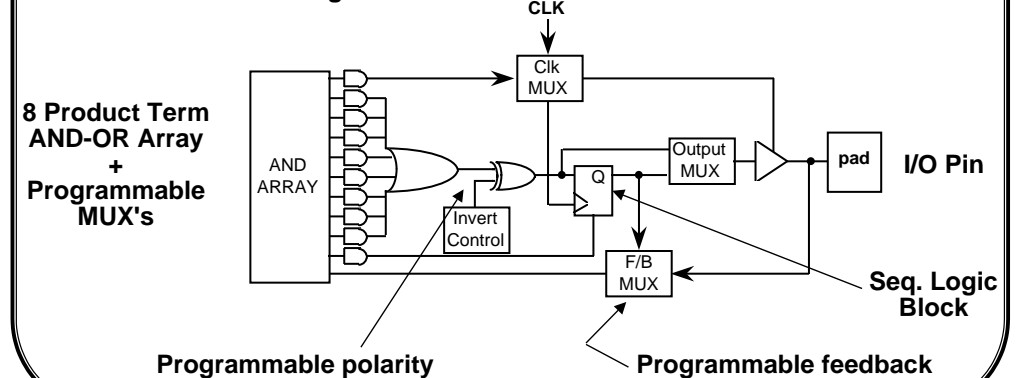 CLK
Clk
MUX
8 Product Term
AND-OR Array
+
Programmable
MUX's
AND
ARRAY
Invert
Control
Q
Output
MUX
pad
I/O Pin
F/B
MUX
Seq. Logic
Block
Programmable polarity
Programmable feedback